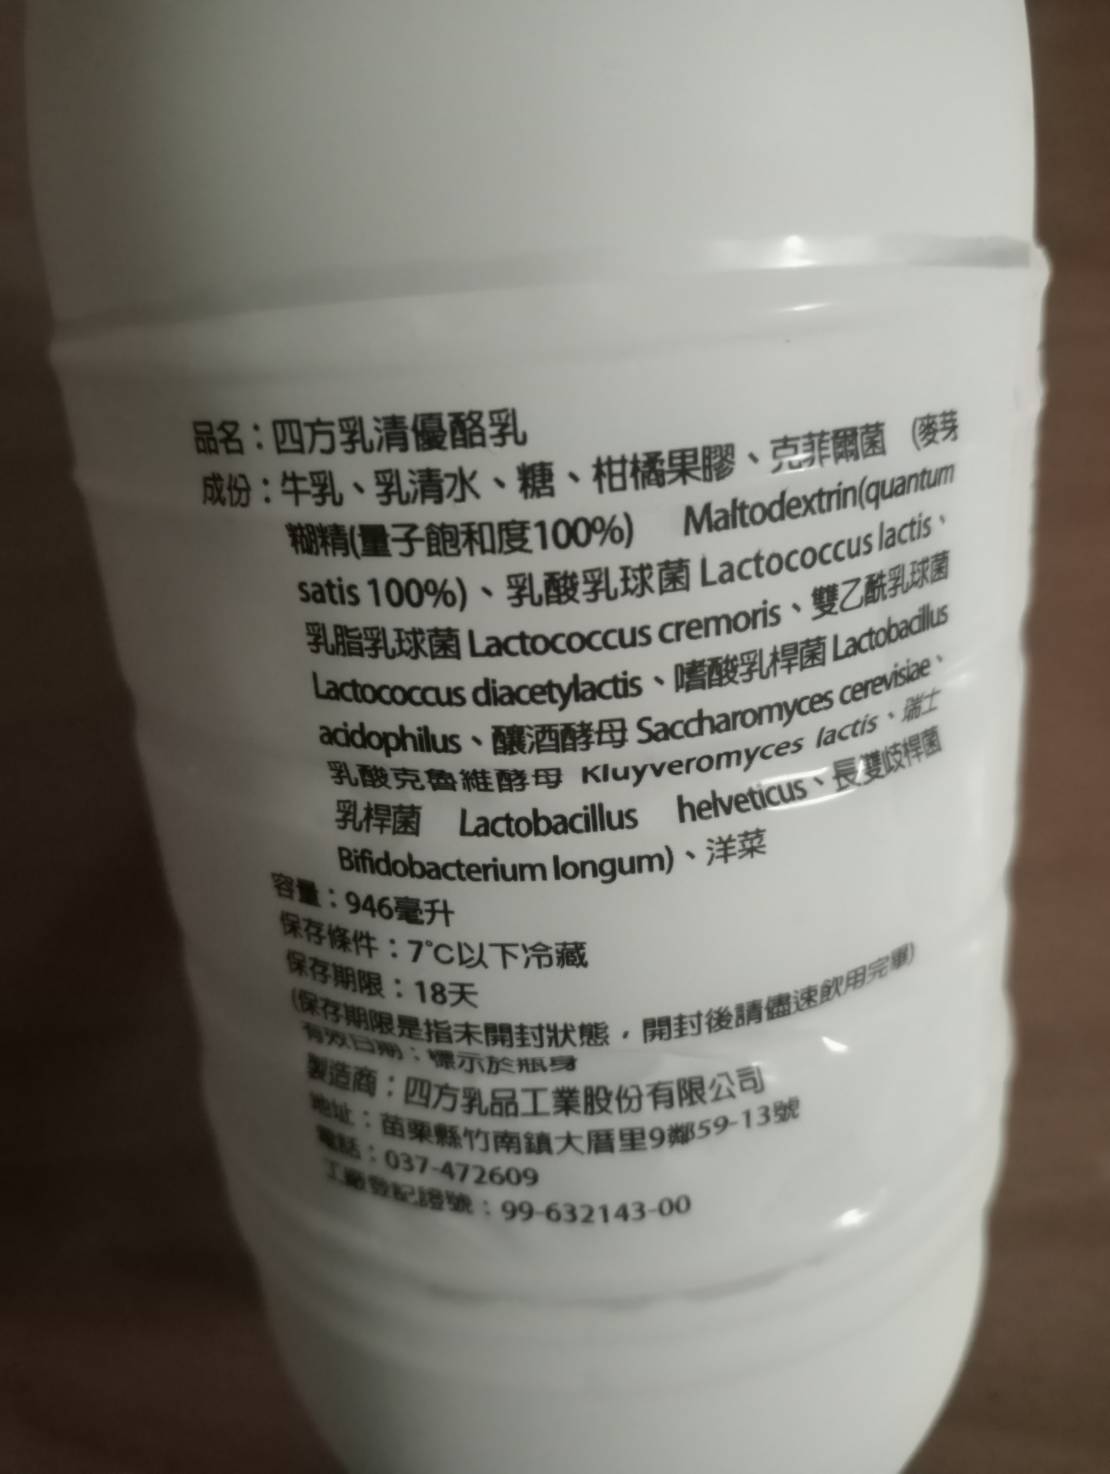 品名：四方乳清優酪乳
成份：牛乳、乳清水、糖、柑橘果膠、克菲爾菌（麥芽
糊精(量子飽和度100%) Maltodextrin(quantum
satis 100%)、乳酸乳球菌 Lactococcus lactis、
乳脂乳球菌 Lactococcus cremoris、雙乙酰乳球菌
Lactococcus diacetylactis、嗜酸乳桿菌 Lactobacillus
acidophilus、釀酒酵母 Saccharomyces cerevisiae、
乳酸克魯維酵母 Kluyveromyces lactis、瑞士
乳桿菌 Lactobacillus helveticus、長雙歧桿菌
Bifidobacterium longum)、洋菜
容量：946毫升
保存條件：7°C以下冷藏
保存期限：18天
(保存期限是指未開封狀態，開封後請儘速飲用完畢)
有效日期：標示於瓶身
製造商：四方乳品工業股份有限公司
地址：苗栗縣竹南鎮大厝里9鄰59-13號
電話：037-472609
工廠登記證號：99-632143-00